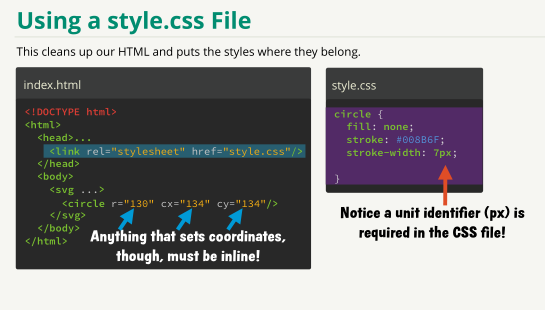 Using a style.css File
This cleans up our HTML and puts the styles where they belong.
index.html
<!DOCTYPE html>
<html>
<head>...
<link rel="stylesheet" href="style.css"/>
</head>
<body>
<svg ...>
<circle r="130" cx="134" cy="134"/>
</svg>
</body>
</html>
Anything that sets coordinates,
though, must be inline!
style.css
circle {
fill: none;
stroke: #008B6F;
stroke-width: 7px;
}
Notice a unit identifier (px) is
required in the CSS file!